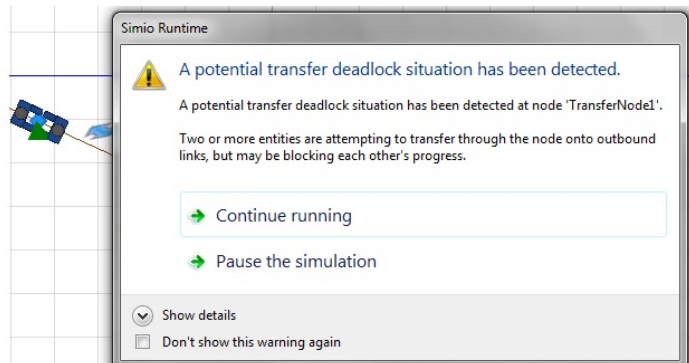 Simio Runtime
A potential transfer deadlock situation has been detected.
A potential transfer deadlock situation has been detected at node 'TransferNode1'.
Two or more entities are attempting to transfer through the node onto outbound
links, but may be blocking each other's progress.
Continue running
Pause the simulation
Show details
Don't show this warning again